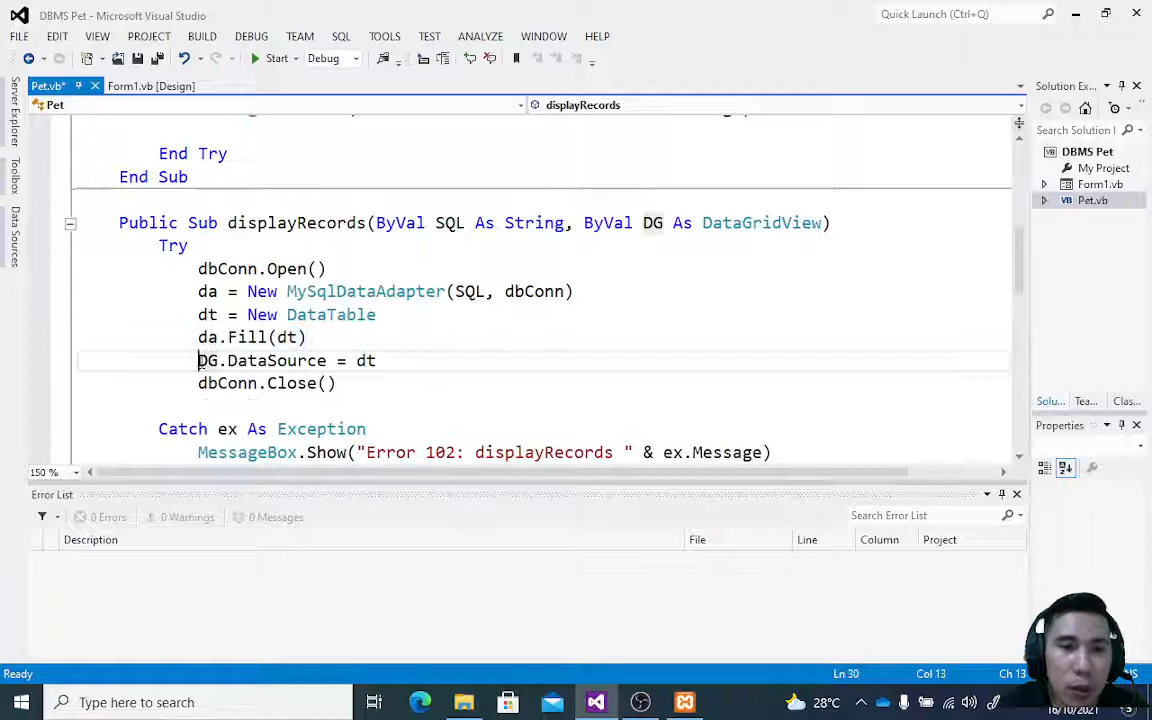 DBMS Pet - Microsoft Visual Studio
Quick Launch (Ctrl+Q)
FILE EDIT VIEW PROJECT BUILD DEBUG TEAM SQL TOOLS TEST ANALYZE WINDOW HELP
Start Debug
Pet.vb* Form1.vb [Design]
Pet displayRecords
Server Explorer
Toolbox
Data Sources
End Try
End Sub
Public Sub displayRecords(ByVal SQL As String, ByVal DG As DataGridView)
Try
dbConn.Open()
da = New MySqlDataAdapter(SQL, dbConn)
dt = New DataTable
da.Fill(dt)
DG.DataSource = dt
dbConn.Close()
Catch ex As Exception
MessageBox.Show("Error 102: displayRecords " & ex.Message)
150 %
Solution Ex...
Search Solution
DBMS Pet
My Project
Form1.vb
Pet.vb
Solu... Tea... Clas...
Properties
Error List
0 Errors 0 Warnings 0 Messages
Search Error List
Description File Line Column Project
Ready Ln 30 Col 13 Ch 13 INS
Type here to search
28°C
16/10/2021